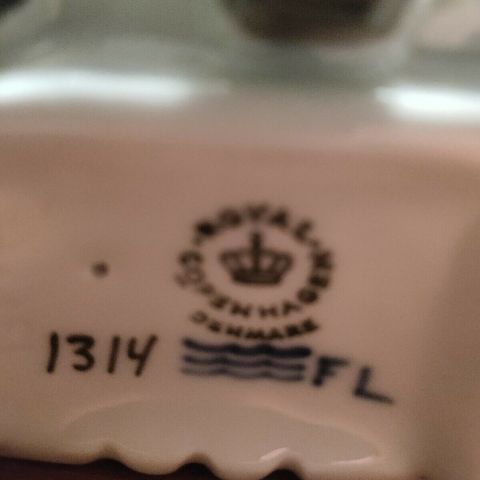 ROYAL
COPENHAGEN
DENMARK
1314 FL